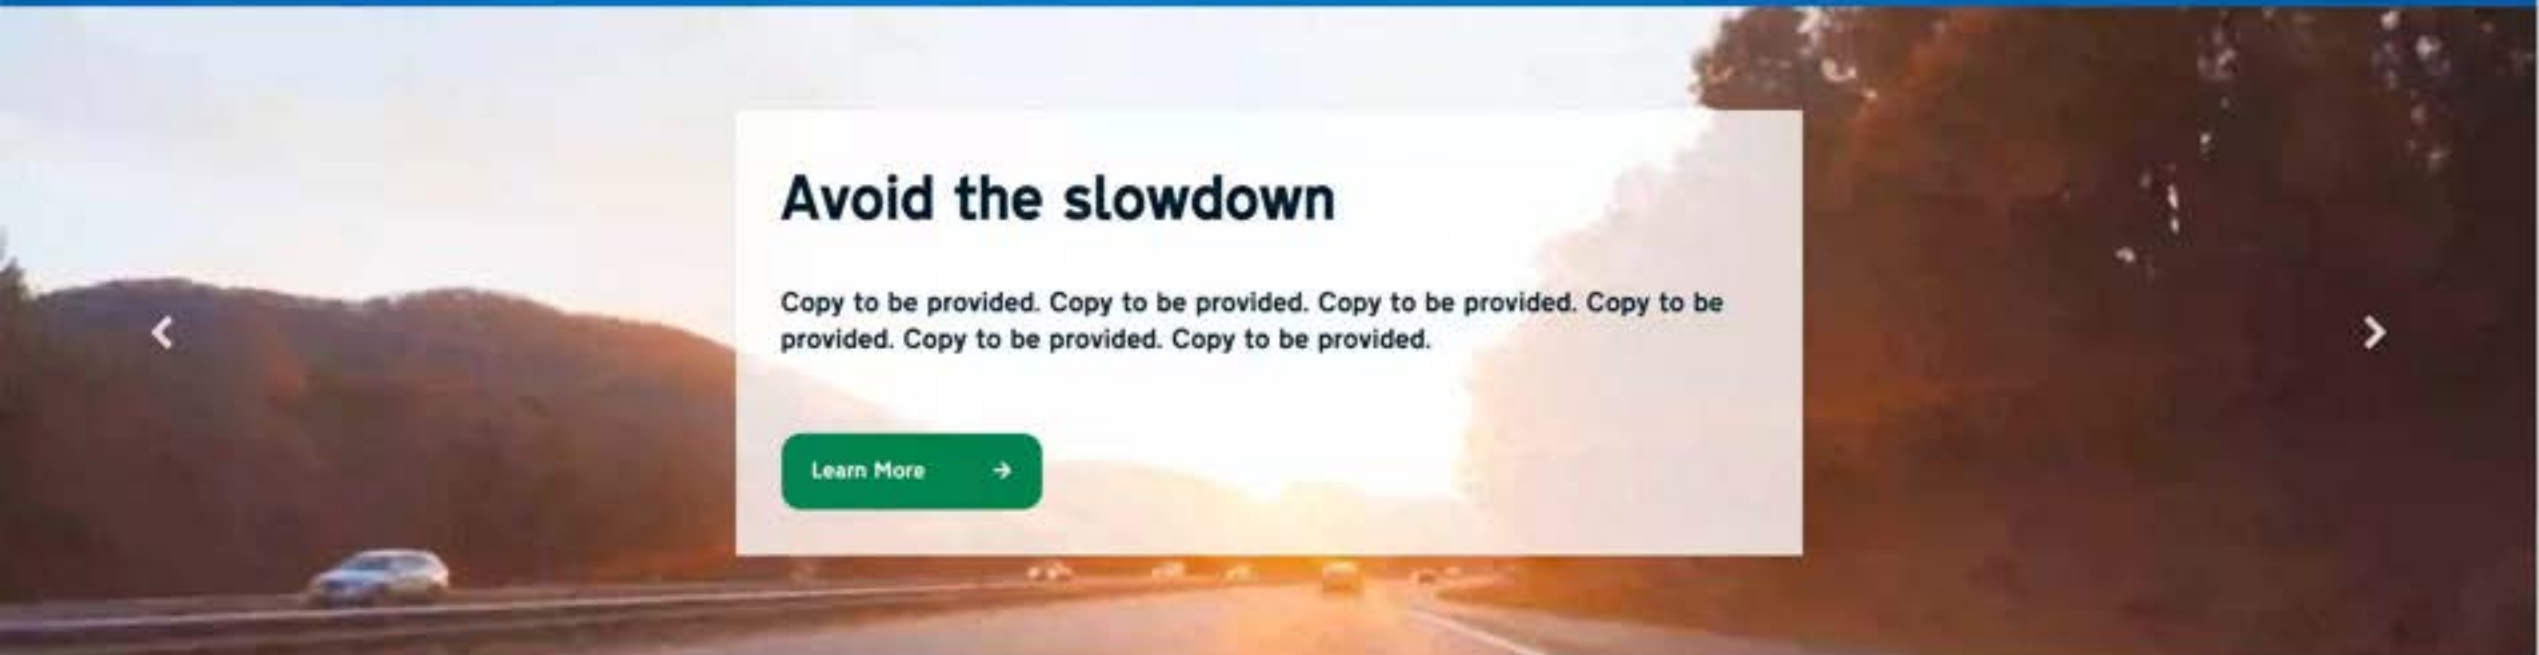 Avoid the slowdown
Copy to be provided. Copy to be provided. Copy to be provided. Copy to be
provided. Copy to be provided. Copy to be provided.
Learn More